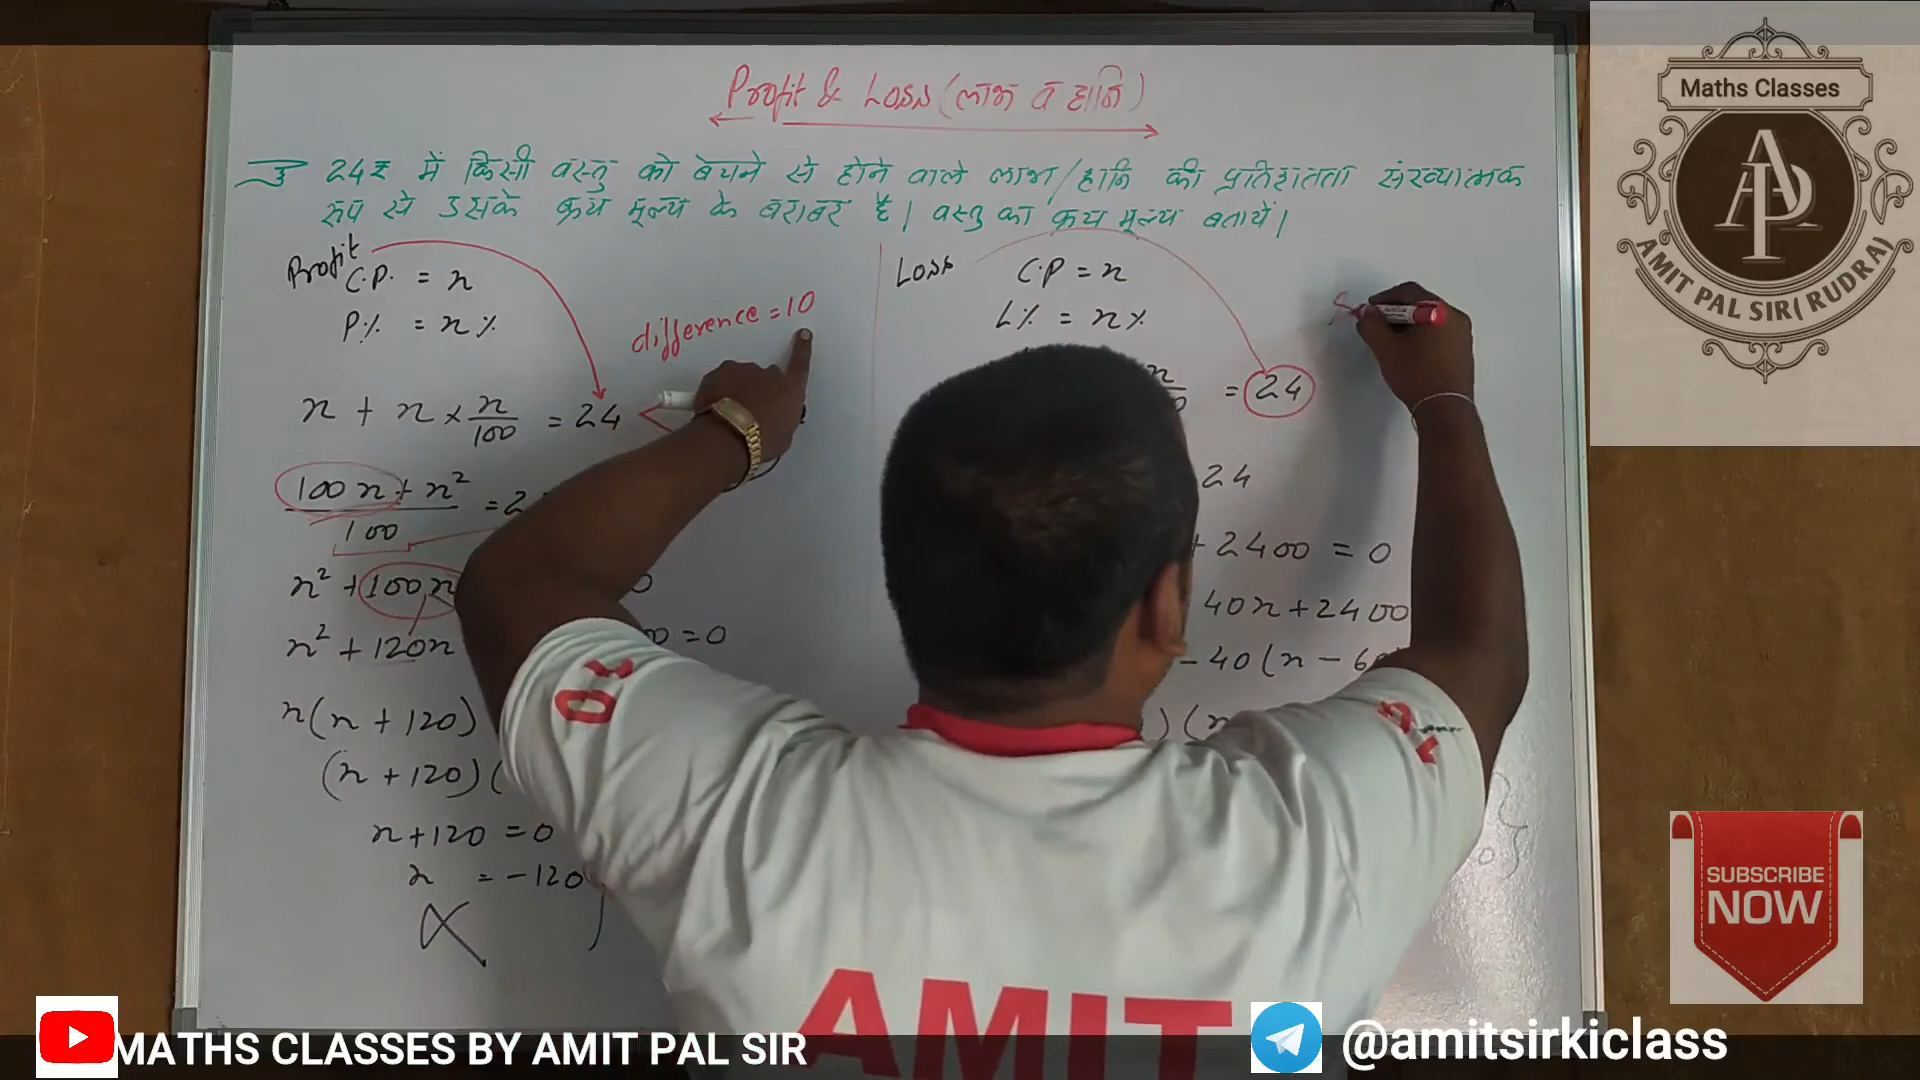 Profit & Loss (लाभ व हानि)
24₹ में किसी वस्तु को बेचने से होने वाले लाभ/हानि की प्रतिशतता संख्यात्मक
रूप से उसके क्रय मूल्य के बराबर है। वस्तु का क्रय मूल्य बतायें।
Profit
C.P. = x
P% = x%
difference = 10
x + x × x/100 = 24
100x + x² / 100 = 2
x² + 100x
x² + 120x = 0
x(x + 120)
(x + 120)(
x + 120 = 0
x = -120
Loss
C.P = x
L% = x%
= 24
24
+ 2400 = 0
40x + 2400
- 40(x - 6
)(x
Maths Classes
AP
AMIT PAL SIR(RUDRA)
SUBSCRIBE
NOW
AMIT
MATHS CLASSES BY AMIT PAL SIR
@amitsirkiclass